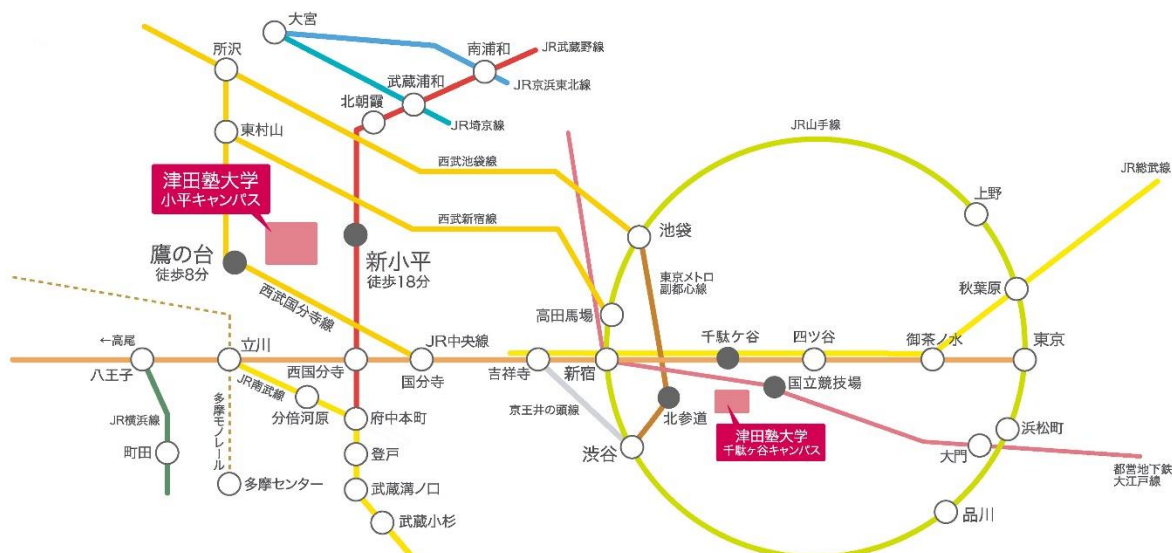 大宮
所沢
南浦和
JR武蔵野線
武蔵浦和
JR京浜東北線
北朝霞
JR埼京線
東村山
JR山手線
西武池袋線
JR総武線
津田塾大学
小平キャンパス
西武新宿線
上野
池袋
鷹の台
徒歩8分
新小平
徒歩18分
東京メトロ
副都心線
秋葉原
西武国分寺線
高田馬場
←高尾
立川
JR中央線
千駄ケ谷
四ツ谷
御茶ノ水
東京
八王子
西国分寺
国分寺
吉祥寺
新宿
国立競技場
JR南武線
多摩モノレール
分倍河原
京王井の頭線
北参道
JR横浜線
府中本町
津田塾大学
千駄ヶ谷キャンパス
浜松町
町田
登戸
渋谷
大門
都営地下鉄
大江戸線
多摩センター
武蔵溝ノ口
武蔵小杉
品川